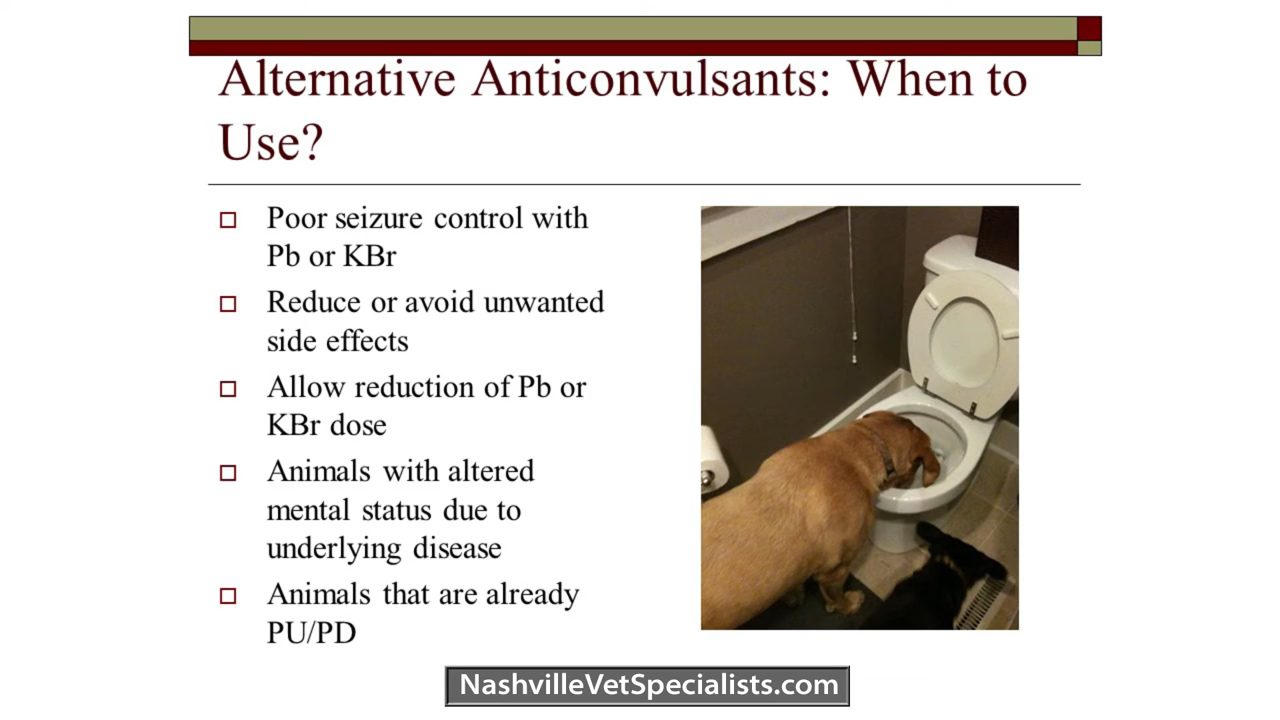 Alternative Anticonvulsants: When to
Use?
Poor seizure control with
Pb or KBr
Reduce or avoid unwanted
side effects
Allow reduction of Pb or
KBr dose
Animals with altered
mental status due to
underlying disease
Animals that are already
PU/PD
NashvilleVetSpecialists.com